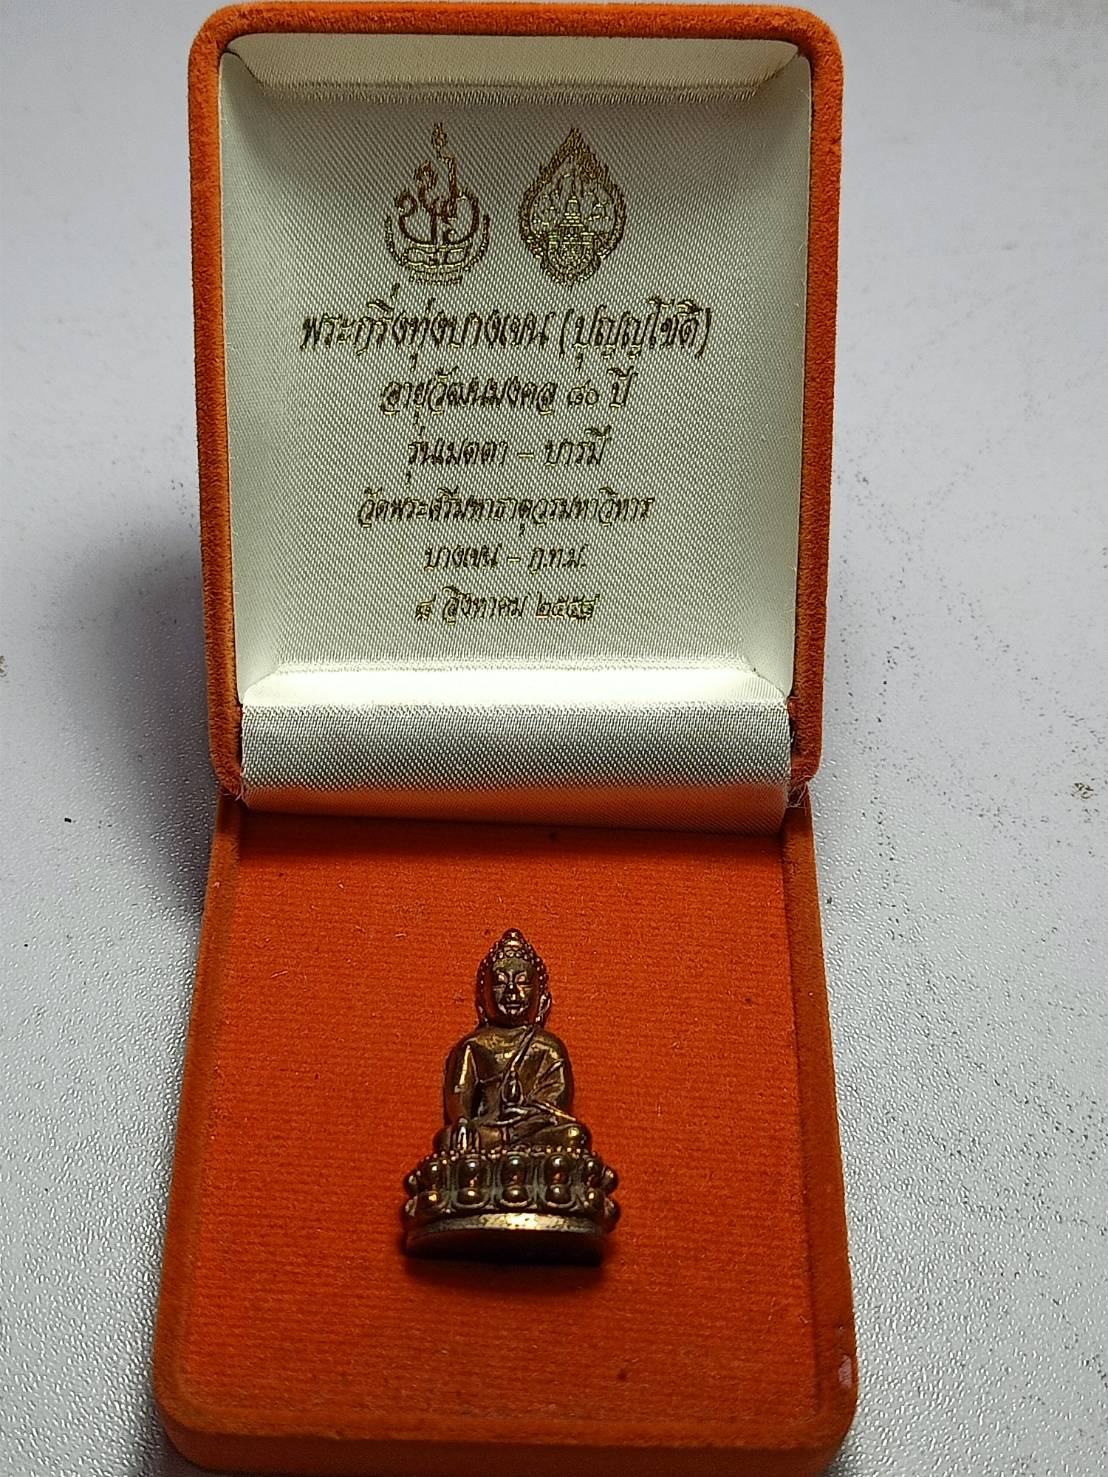 พระกริ่งทุ่งบางเขน (ปุญญโชติ)
อายุวัฒนมงคล ๘๐ ปี
รุ่นเมตตา - บารมี
วัดพระศรีมหาธาตุวรมหาวิหาร
บางเขน - ก.ท.ม.
๘ สิงหาคม ๒๕๕๔